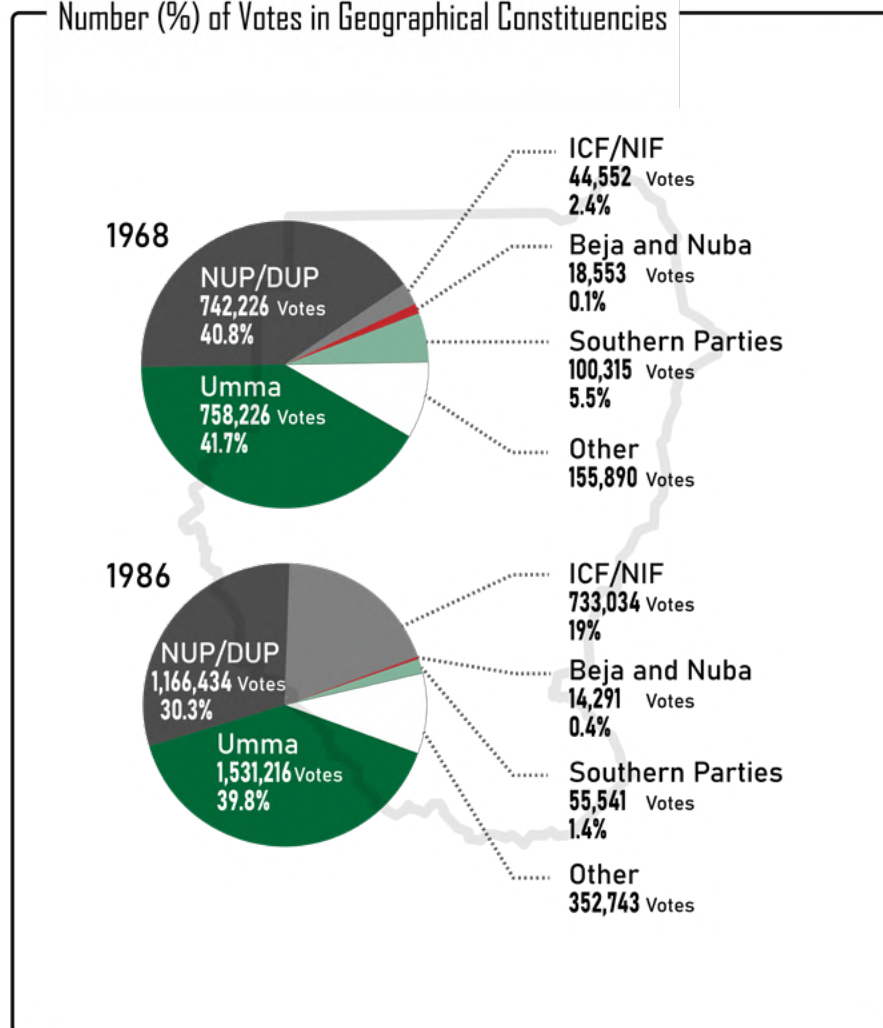 Number (%) of Votes in Geographical Constituencies
1968
NUP/DUP
742,226 Votes
40.8%
Umma
758,226 Votes
41.7%
ICF/NIF
44,552 Votes
2.4%
Beja and Nuba
18,553 Votes
0.1%
Southern Parties
100,315 Votes
5.5%
Other
155,890 Votes
1986
NUP/DUP
1,166,434 Votes
30.3%
Umma
1,531,216 Votes
39.8%
ICF/NIF
733,034 Votes
19%
Beja and Nuba
14,291 Votes
0.4%
Southern Parties
55,541 Votes
1.4%
Other
352,743 Votes